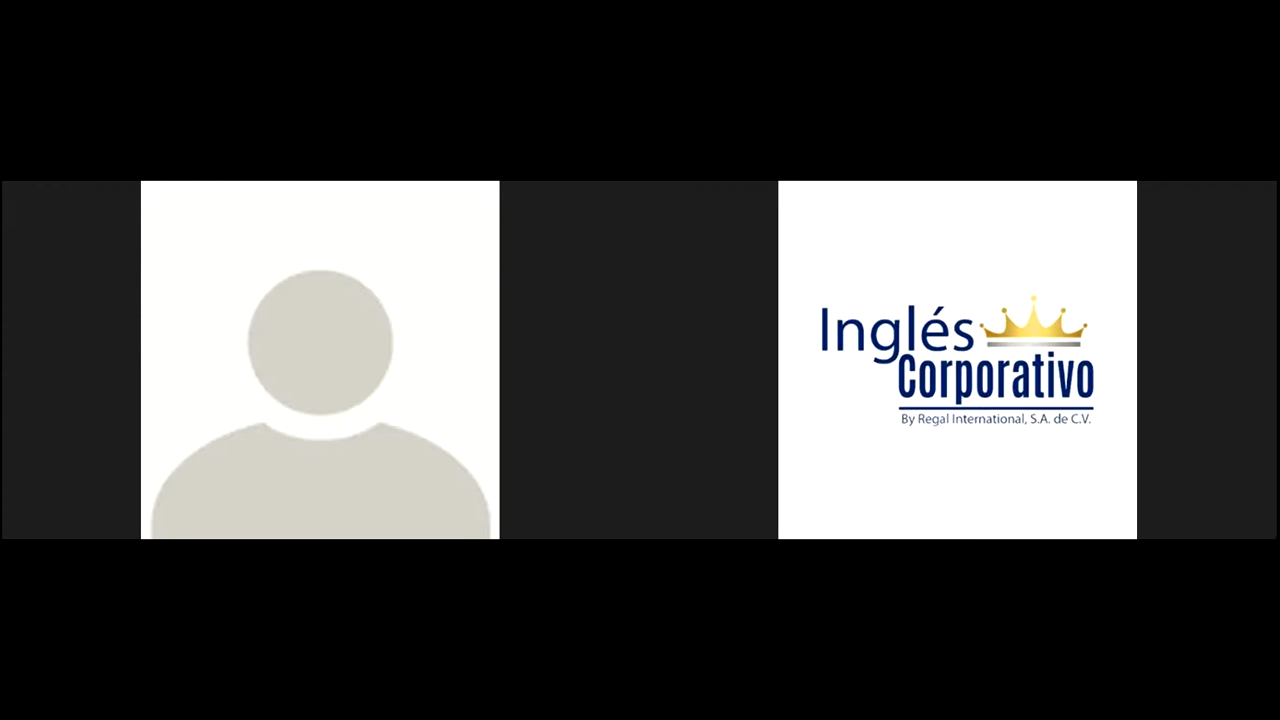 Inglés
Corporativo
By Regal International, S.A. de C.V.